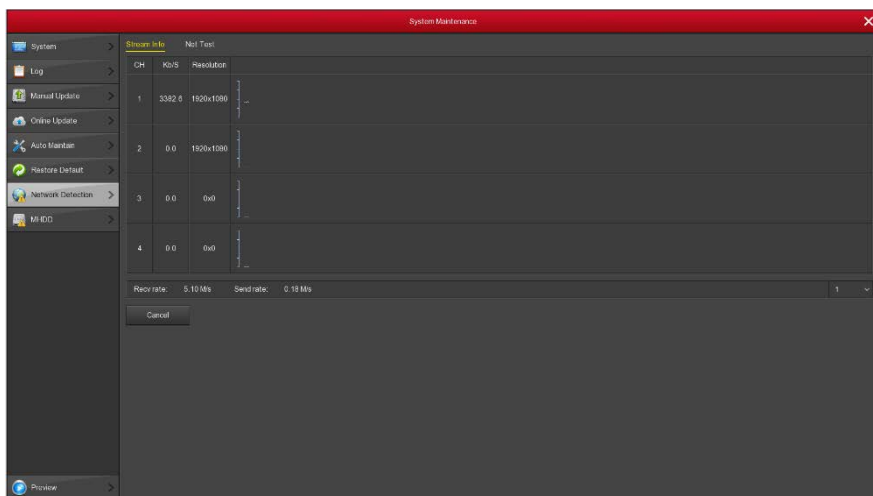 System Maintenance
System
Log
Manual Update
Online Update
Auto Maintain
Restore Default
Network Detection
MHDD
Preview
Stream Info Net Test
CH Kb/S Resolution
1 3382.6 1920x1080
2 0.0 1920x1080
3 0.0 0x0
4 0.0 0x0
Recv rate: 5.10 M/s Send rate: 0.18 M/s 1
Cancel